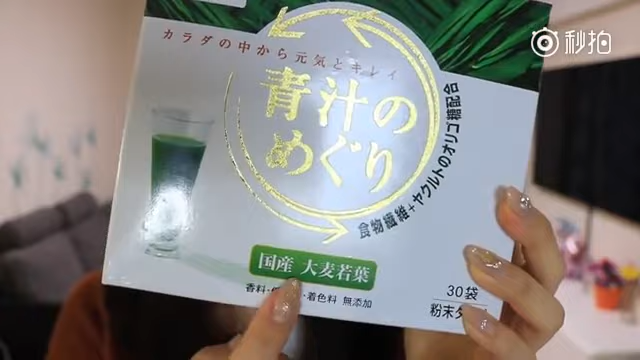 秒拍
カラダの中から元気とキレイ
青汁の
めぐり
食物繊維+ヤクルトのオリゴ糖配合
国産 大麦若葉
香料・
・着色料 無添加
30袋
粉末